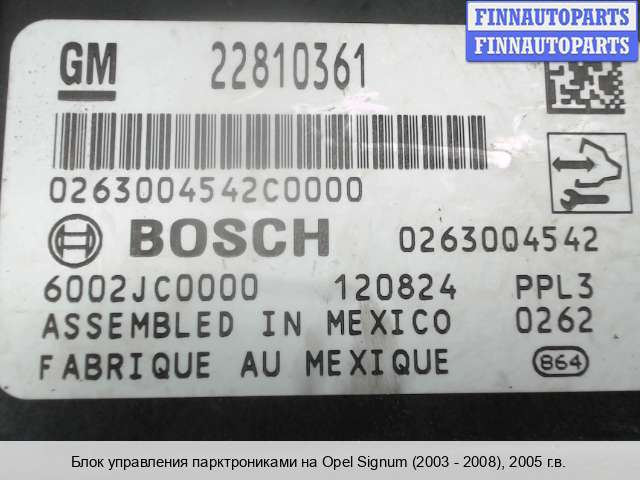 FINNAUTOPARTS
FINNAUTOPARTS
GM 22810361
0263004542C0000
BOSCH 0263004542
6002JC0000 120824 PPL3
ASSEMBLED IN MEXICO 0262
FABRIQUE AU MEXIQUE B64
Блок управления парктрониками на Opel Signum (2003 - 2008), 2005 г.в.